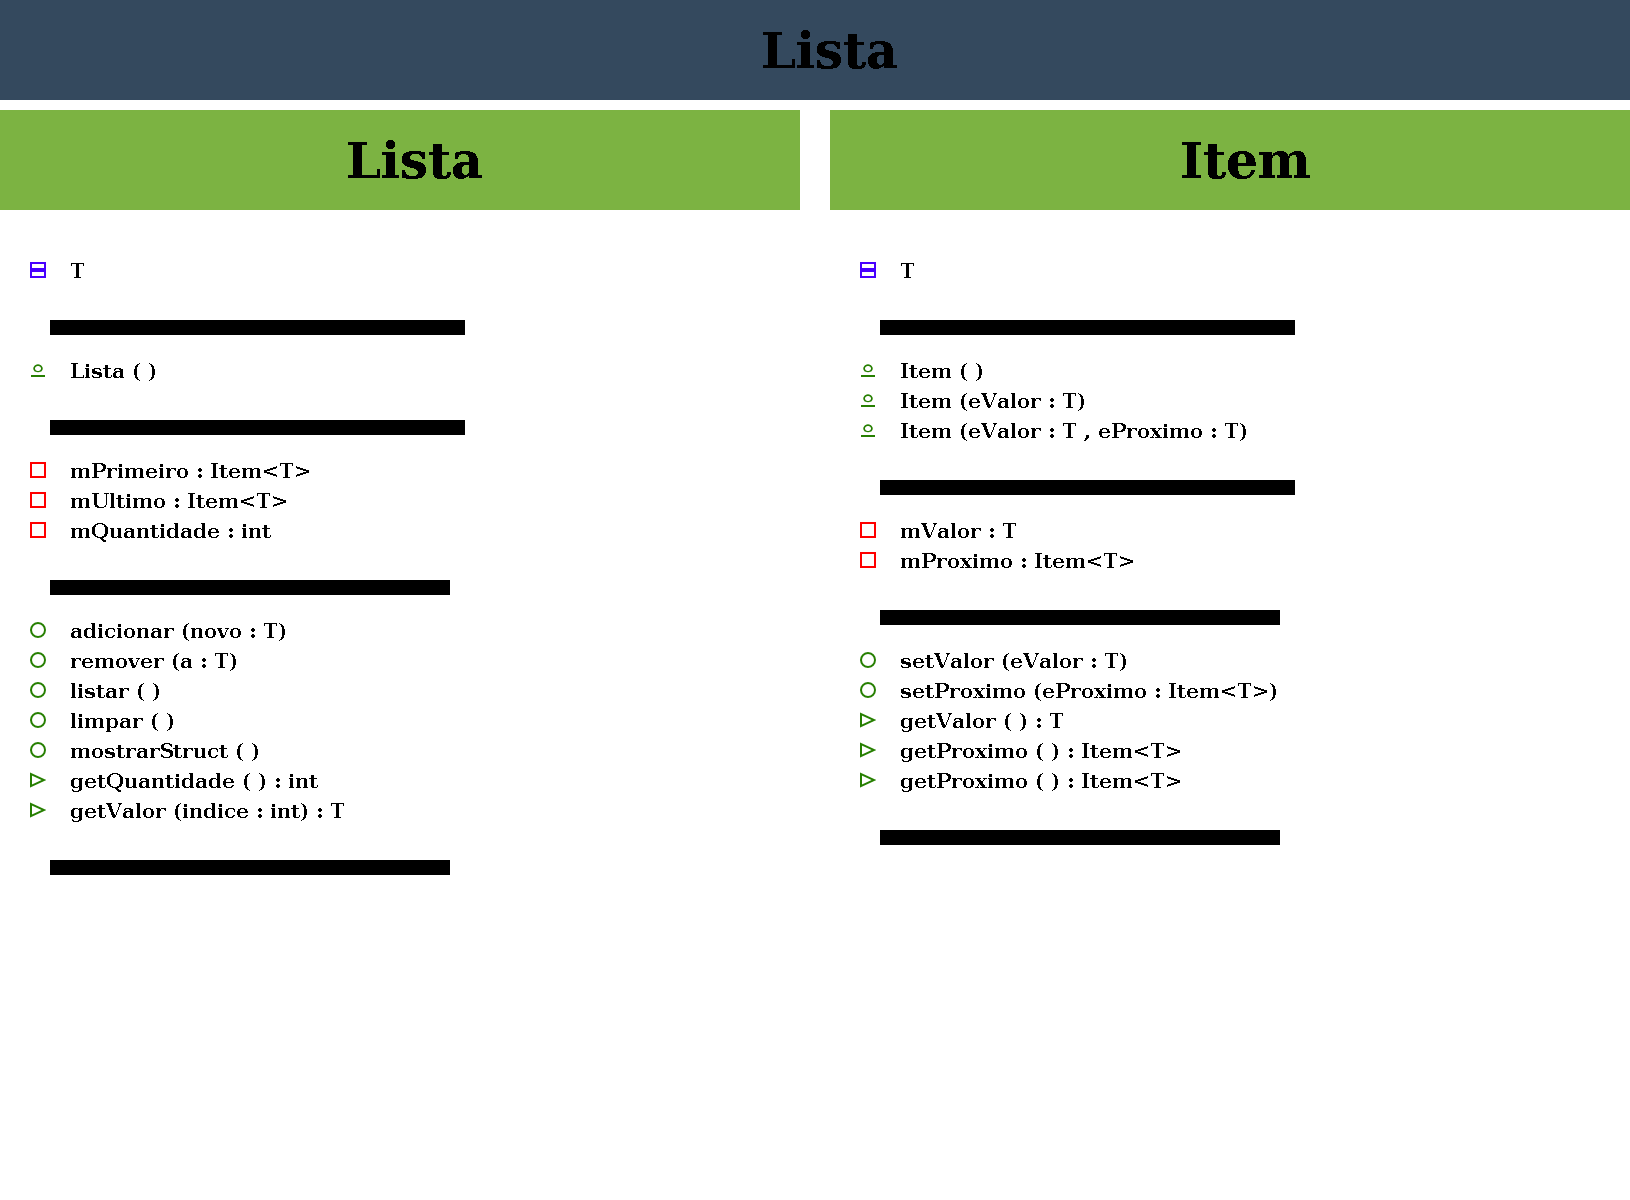 Lista
Lista
T
Lista ( )
mPrimeiro : Item<T>
mUltimo : Item<T>
mQuantidade : int
adicionar (novo : T)
remover (a : T)
listar ( )
limpar ( )
mostrarStruct ( )
getQuantidade ( ) : int
getValor (indice : int) : T
Item
T
Item ( )
Item (eValor : T)
Item (eValor : T , eProximo : T)
mValor : T
mProximo : Item<T>
setValor (eValor : T)
setProximo (eProximo : Item<T>)
getValor ( ) : T
getProximo ( ) : Item<T>
getProximo ( ) : Item<T>